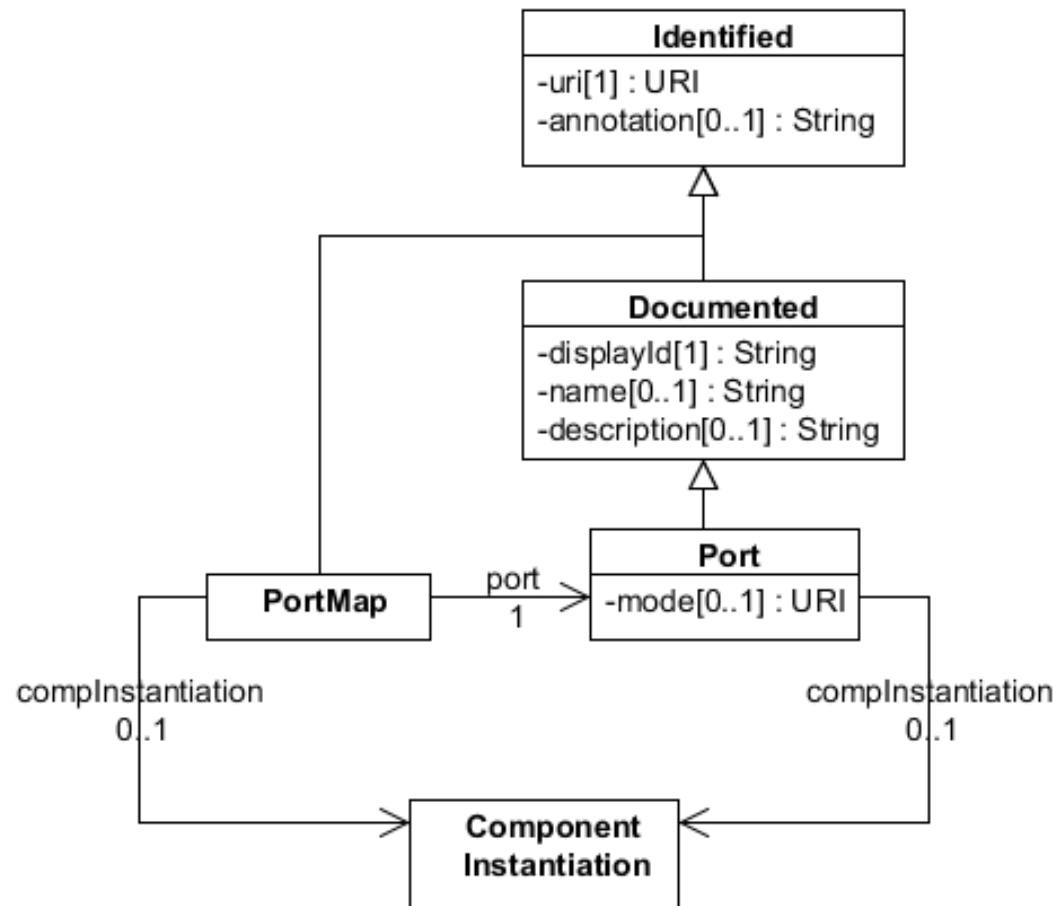 Identified
-uri[1] : URI
-annotation[0..1] : String
Documented
-displayId[1] : String
-name[0..1] : String
-description[0..1] : String
PortMap
port
1
Port
-mode[0..1] : URI
compInstantiation
0..1
compInstantiation
0..1
Component
Instantiation